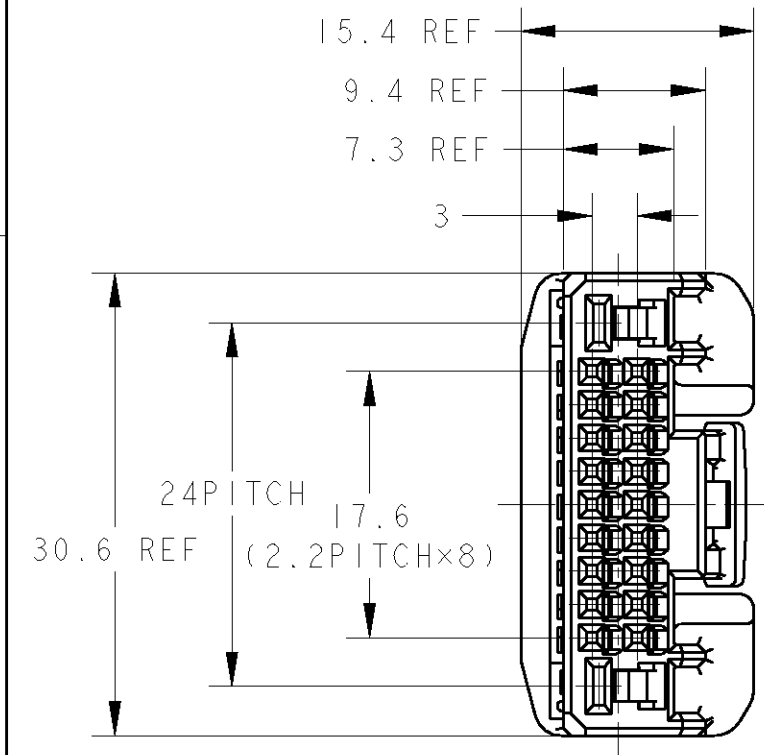 15.4 REF
9.4 REF
7.3 REF
3
24PITCH
17.6
30.6 REF
(2.2PITCH×8)